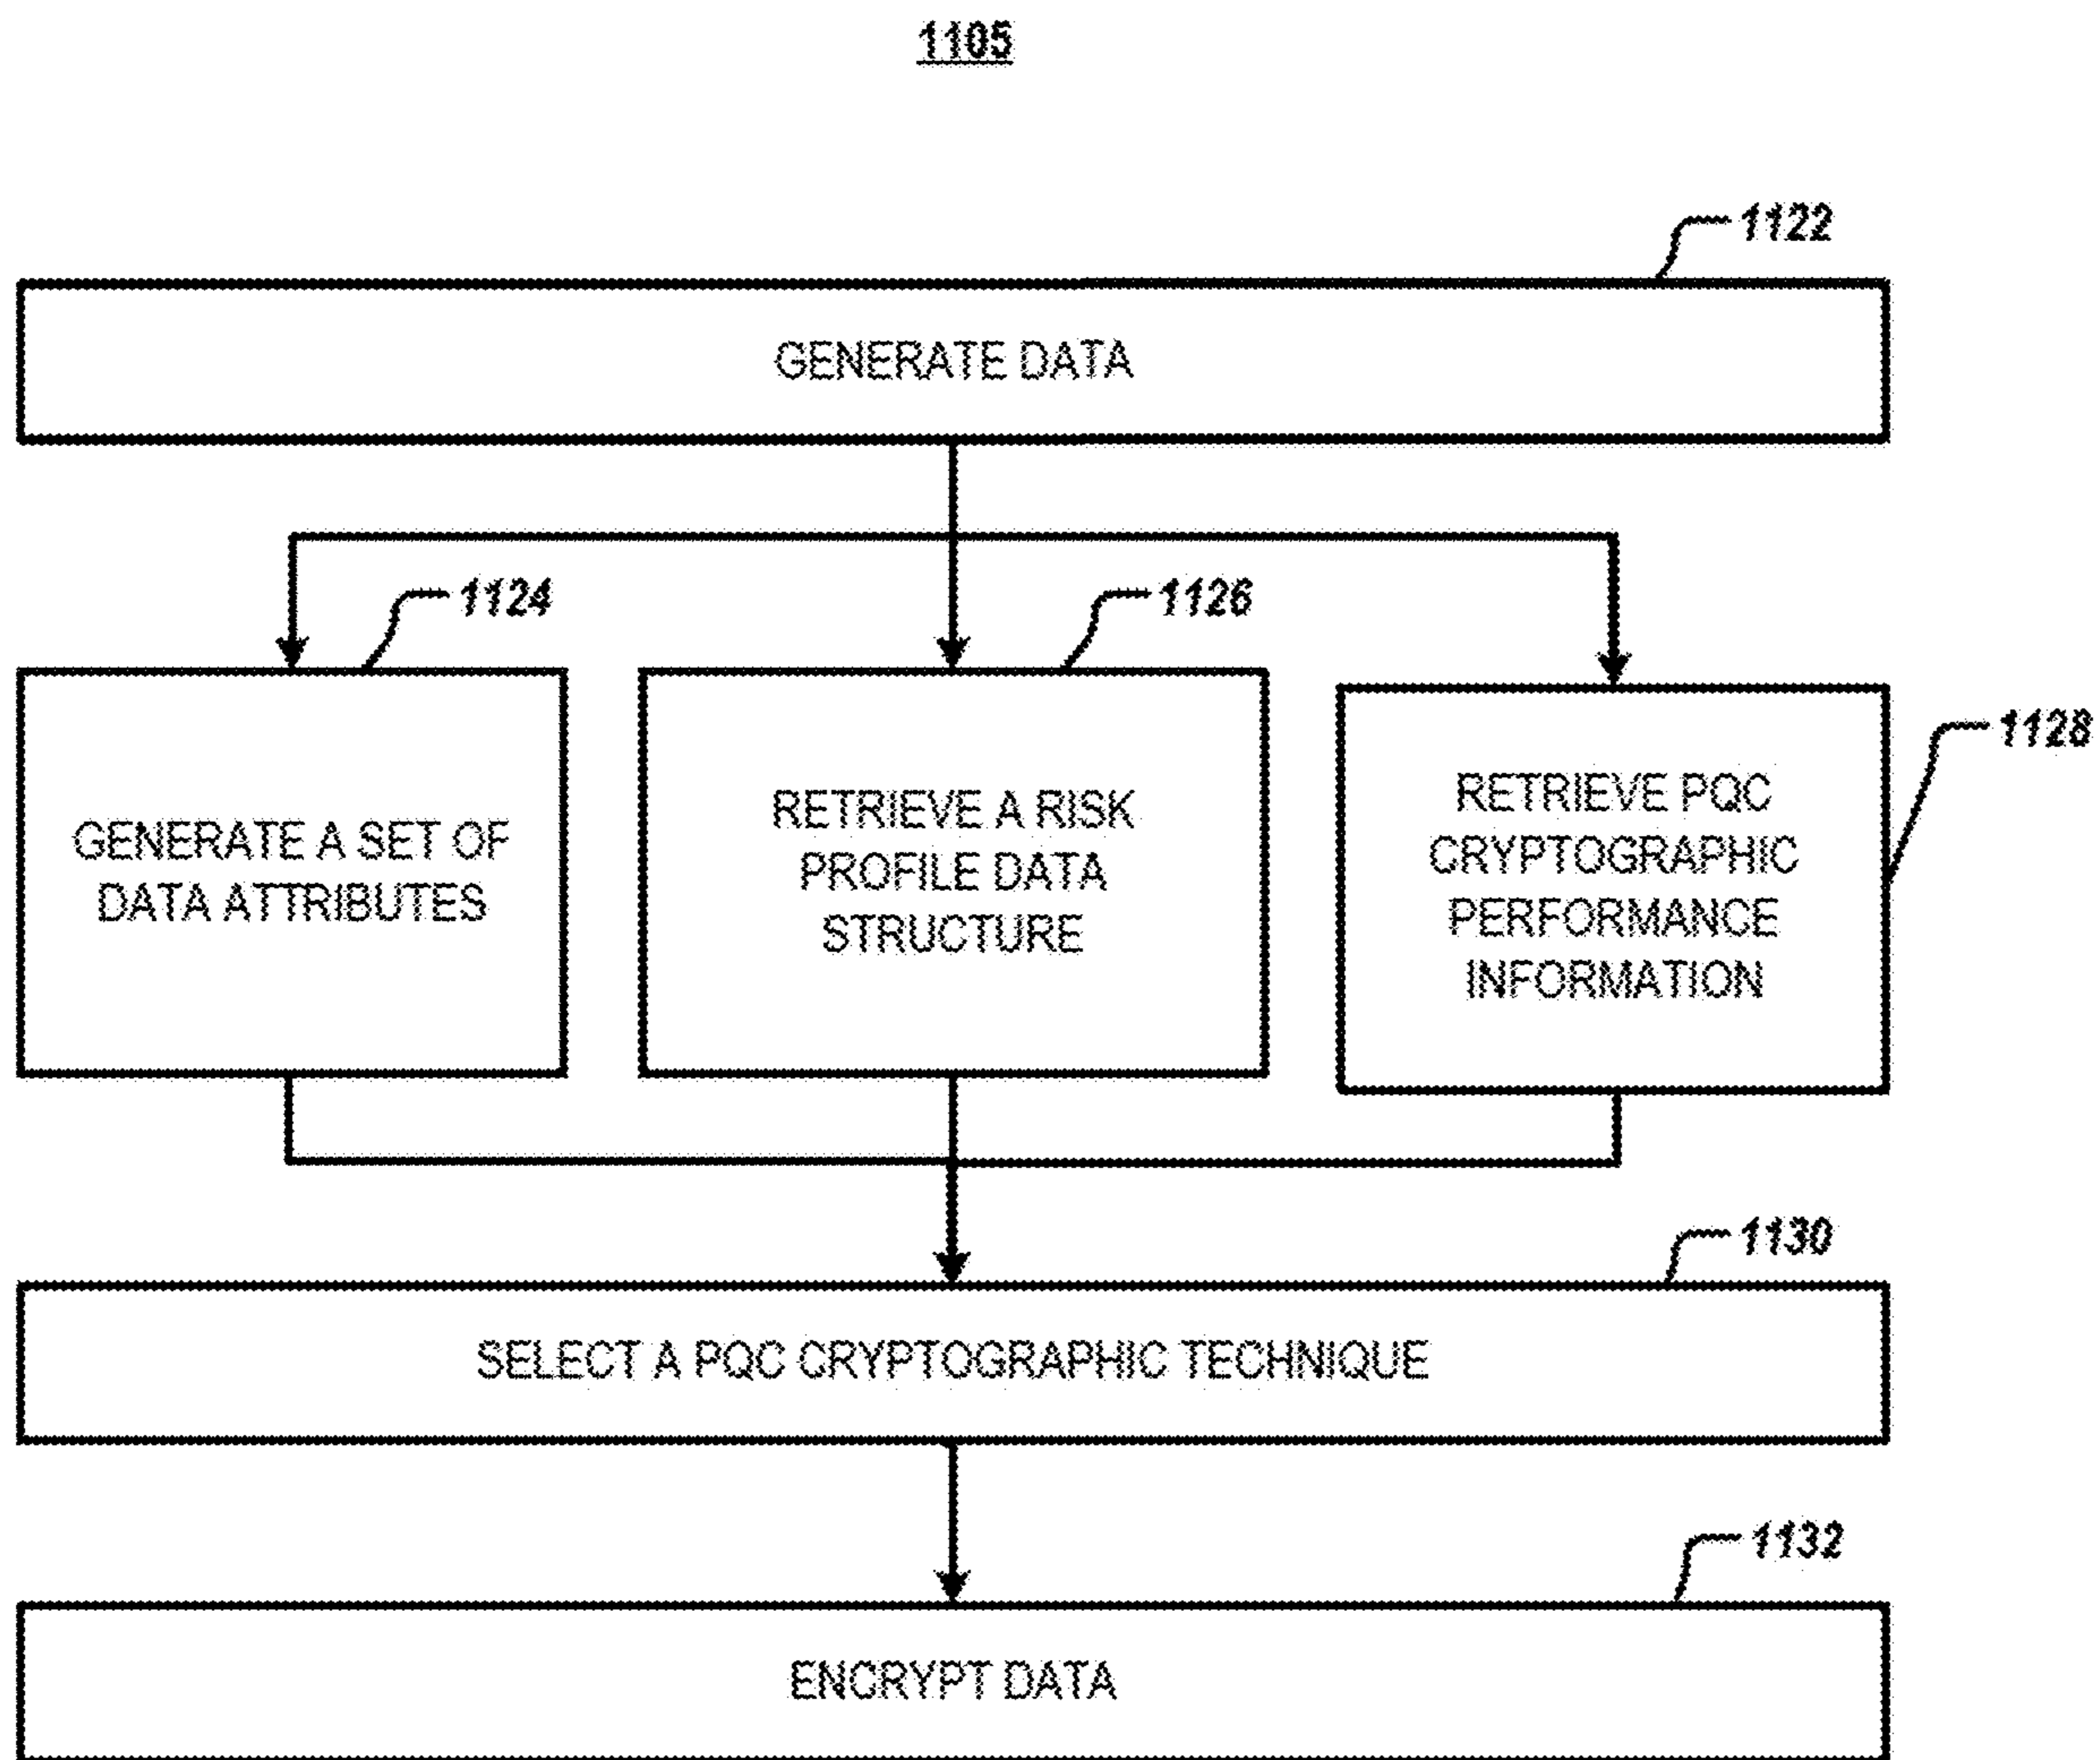 1105
1122
GENERATE DATA
1124
1126
1128
GENERATE A SET OF
DATA ATTRIBUTES
RETRIEVE A RISK
PROFILE DATA
STRUCTURE
RETRIEVE PQC
CRYPTOGRAPHIC
PERFORMANCE
INFORMATION
1130
SELECT A PQC CRYPTOGRAPHIC TECHNIQUE
1132
ENCRYPT DATA